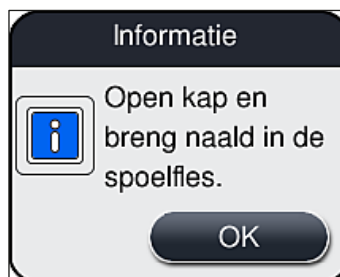 Informatie
Open kap en
breng naald in de
spoelfles.
OK